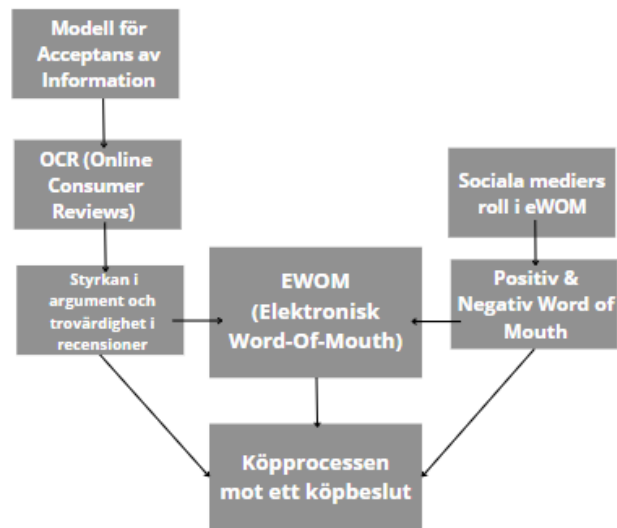 Modell för
Acceptans av
Information
OCR (Online
Consumer
Reviews)
Sociala mediers
roll i eWOM
Styrkan i
argument och
trovärdighet i
recensioner
EWOM
(Elektronisk
Word-Of-Mouth)
Positiv &
Negativ Word of
Mouth
Köpprocessen
mot ett köpbeslut